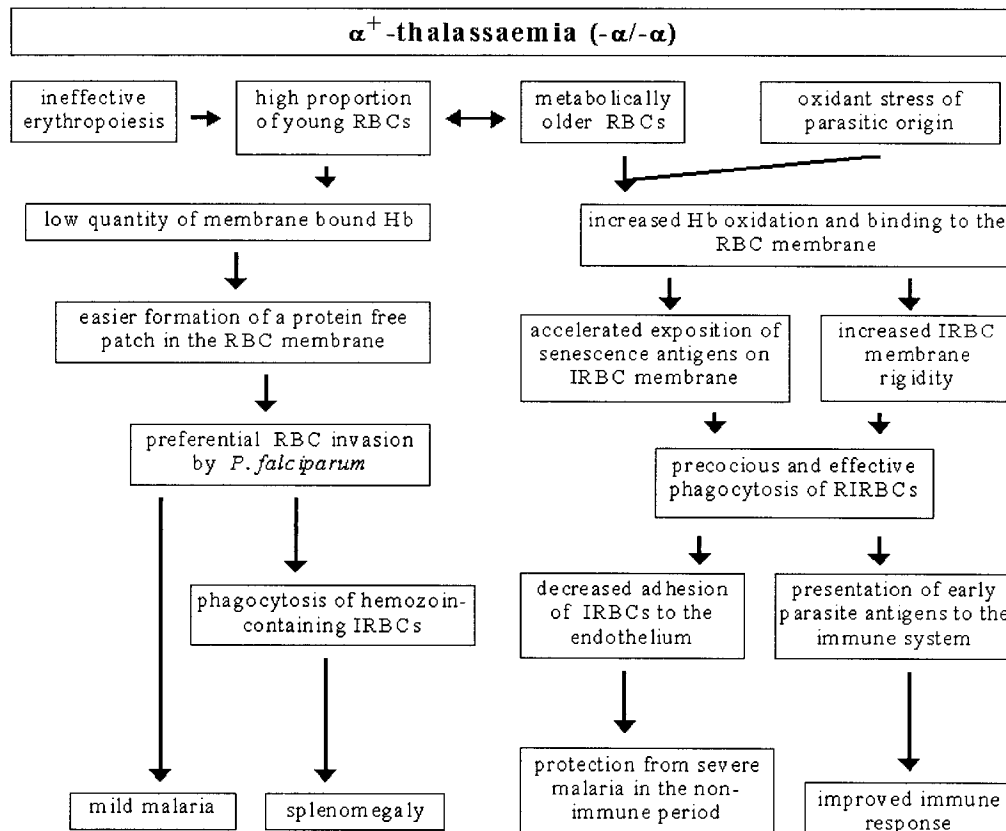 α⁺-thalassaemia (-α/-α)
ineffective
erythropoiesis
high proportion
of young RBCs
metabolically
older RBCs
oxidant stress of
parasitic origin
low quantity of membrane bound Hb
increased Hb oxidation and binding to the
RBC membrane
easier formation of a protein free
patch in the RBC membrane
accelerated exposition of
senescence antigens on
IRBC membrane
increased IRBC
membrane
rigidity
preferential RBC invasion
by P. falciparum
precocious and effective
phagocytosis of RIRBCs
phagocytosis of hemozoin-
containing IRBCs
decreased adhesion
of IRBCs to the
endothelium
presentation of early
parasite antigens to the
immune system
mild malaria
splenomegaly
protection from severe
malaria in the non-
immune period
improved immune
response